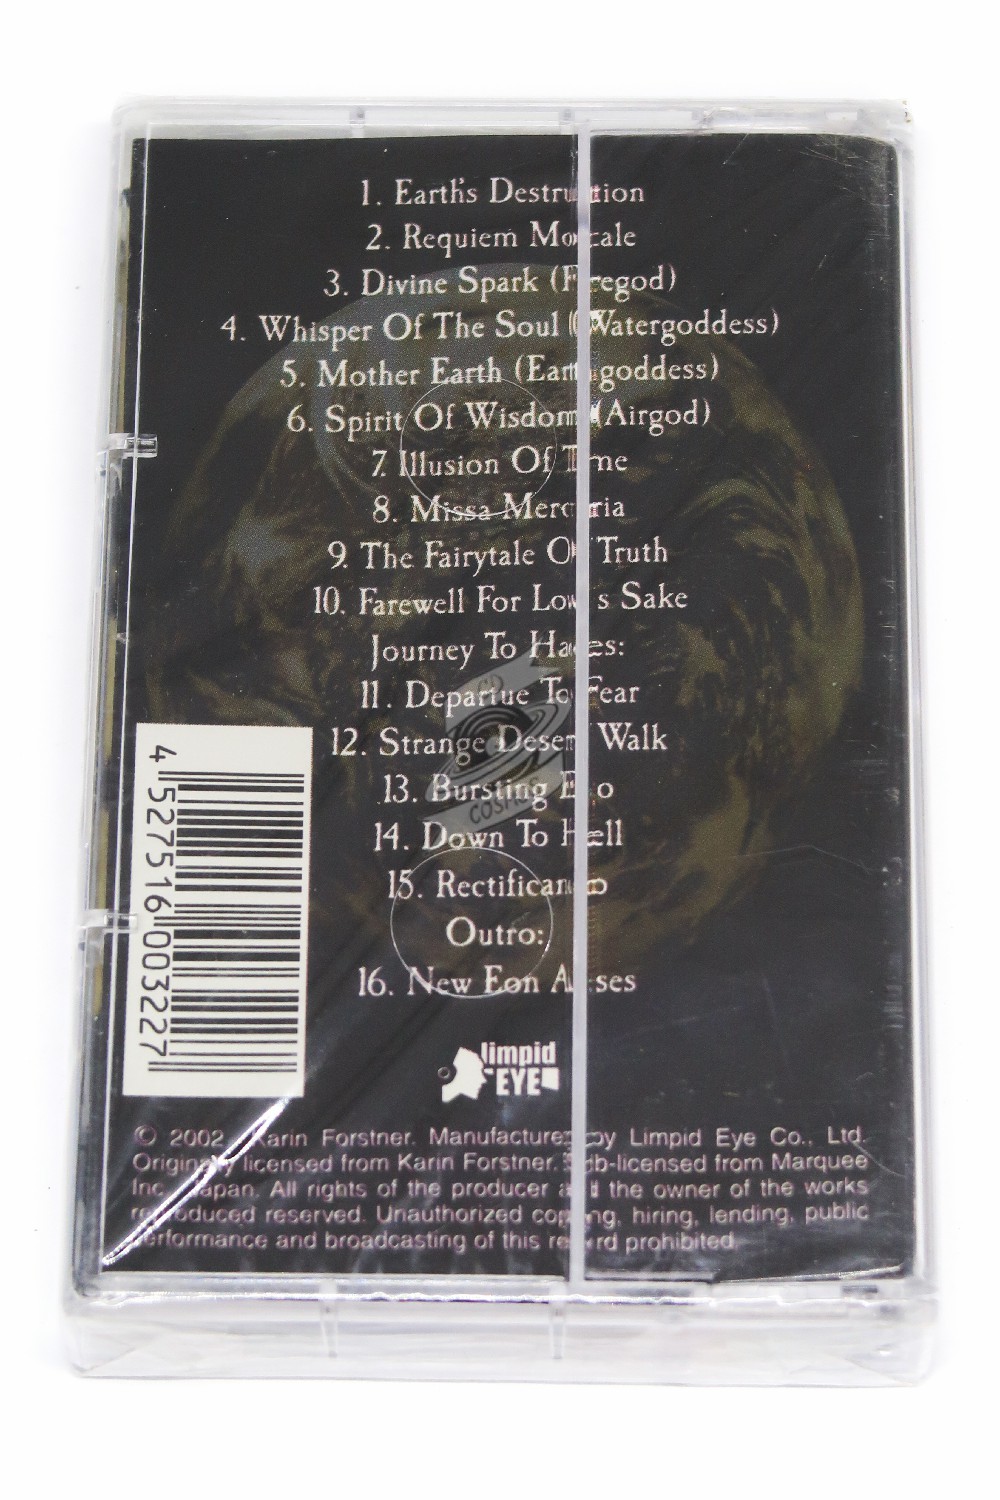 1. Earth's Destruction
2. Requiem Mortale
3. Divine Spark (Firegod)
4. Whisper Of The Soul (Watergoddess)
5. Mother Earth (Earthgoddess)
6. Spirit Of Wisdom (Airgod)
7. Illusion Of Time
8. Missa Mercuria
9. The Fairytale Of Truth
10. Farewell For Love's Sake
Journey To Hades:
11. Departue To Fear
12. Strange Desert Walk
13. Bursting Ego
14. Down To Hell
15. Rectificando
Outro:
16. New Eon Arises
CD
COSMOS
4 527516 003227
limpid
EYE
© 2002 Karin Forstner. Manufactured by Limpid Eye Co., Ltd.
Originally licensed from Karin Forstner. Sub-licensed from Marquee
Inc., Japan. All rights of the producer and the owner of the works
reproduced reserved. Unauthorized copying, hiring, lending, public
performance and broadcasting of this record prohibited.